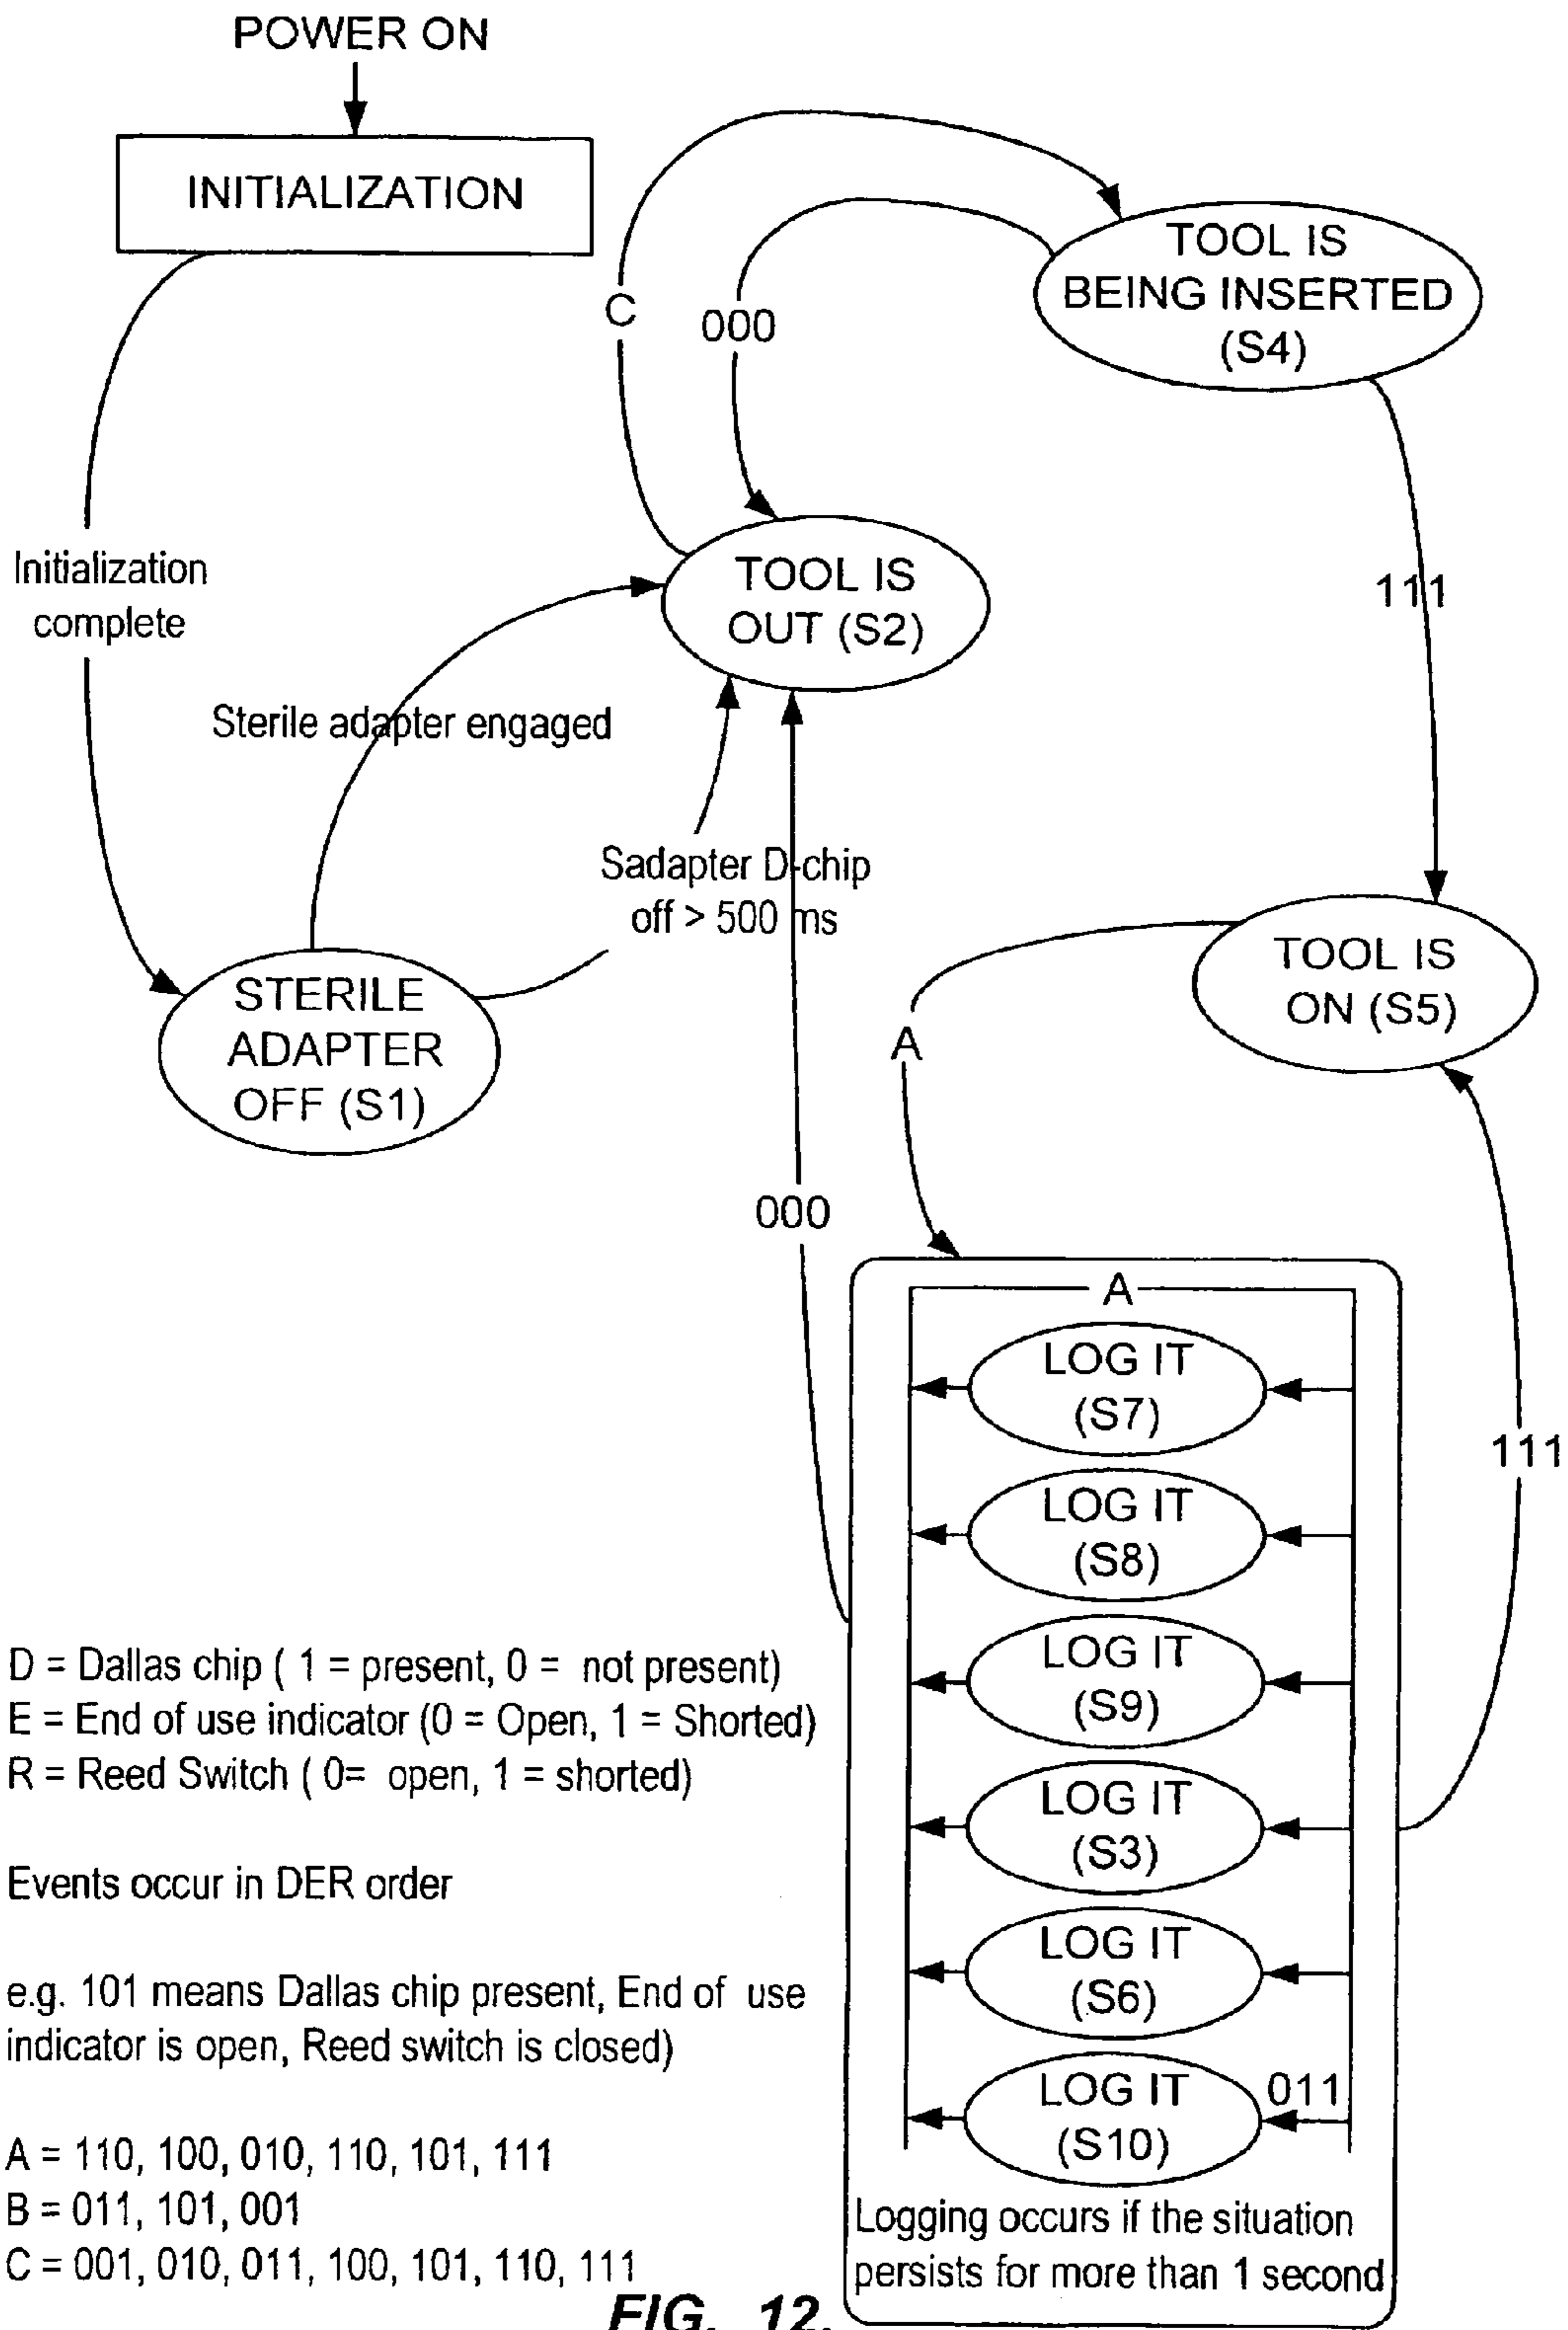 POWER ON
INITIALIZATION
TOOL IS
BEING INSERTED
(S4)
C
000
Initialization
complete
TOOL IS
OUT (S2)
111
Sterile adapter engaged
Sadapter D-chip
off > 500 ms
STERILE
ADAPTER
OFF (S1)
TOOL IS
ON (S5)
A
000
A
LOG IT
(S7)
LOG IT
(S8)
111
LOG IT
(S9)
LOG IT
(S3)
LOG IT
(S6)
LOG IT
(S10)
011
Logging occurs if the situation
persists for more than 1 second
D = Dallas chip ( 1 = present, 0 = not present)
E = End of use indicator (0 = Open, 1 = Shorted)
R = Reed Switch ( 0= open, 1 = shorted)
Events occur in DER order
e.g. 101 means Dallas chip present, End of use
indicator is open, Reed switch is closed)
A = 110, 100, 010, 110, 101, 111
B = 011, 101, 001
C = 001, 010, 011, 100, 101, 110, 111
FIG. 12.